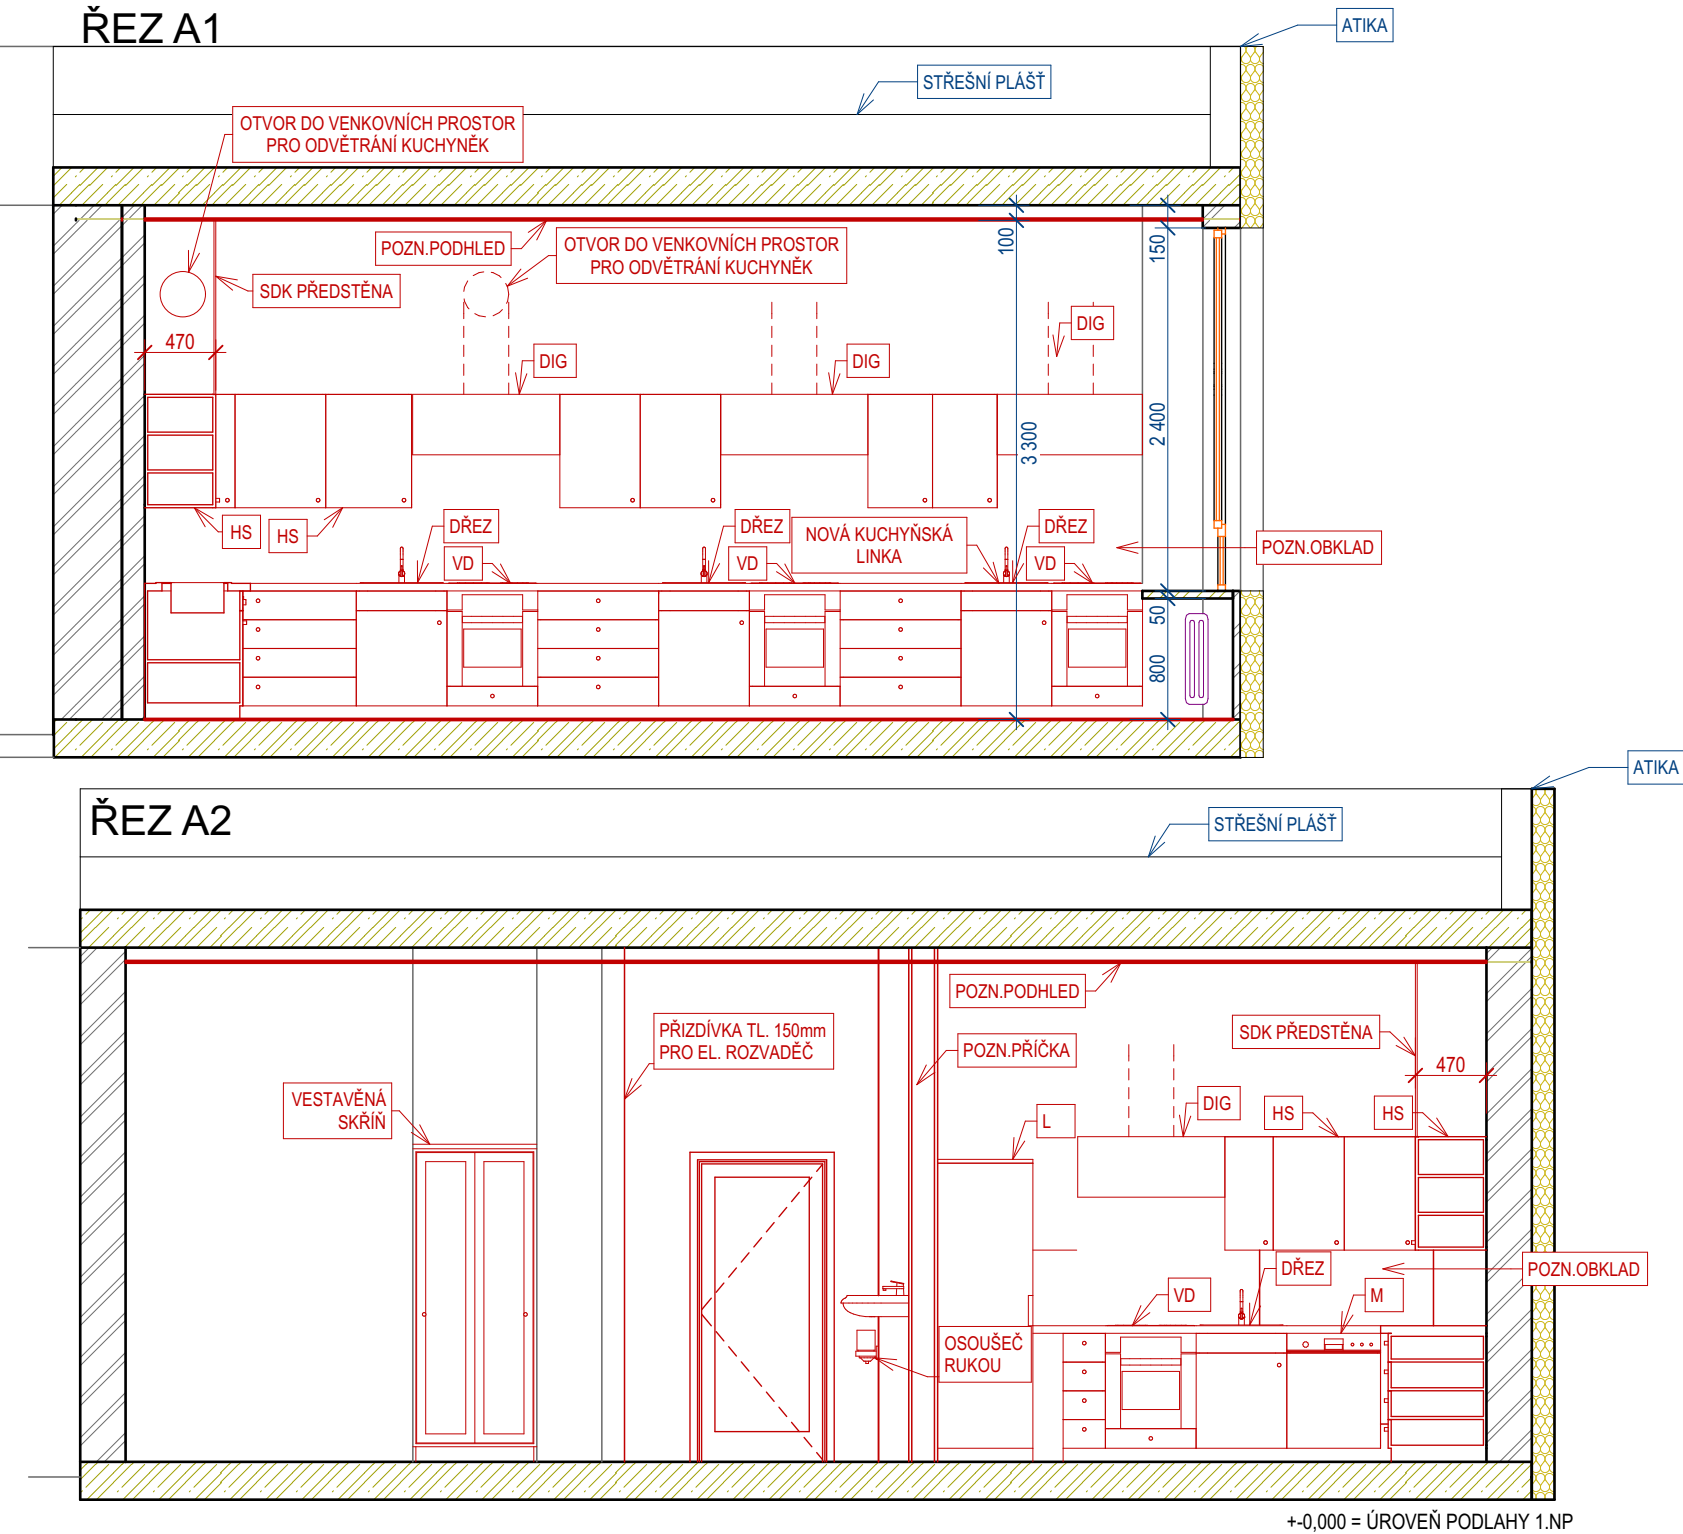 ŘEZ A1
ATIKA
STŘEŠNÍ PLÁŠŤ
OTVOR DO VENKOVNÍCH PROSTOR
PRO ODVĚTRÁNÍ KUCHYNĚK
POZN.PODHLED
OTVOR DO VENKOVNÍCH PROSTOR
PRO ODVĚTRÁNÍ KUCHYNĚK
100
150
SDK PŘEDSTĚNA
DIG
470
DIG
DIG
2 400
3 300
HS
HS
DŘEZ
DŘEZ
NOVÁ KUCHYŇSKÁ
LINKA
DŘEZ
POZN.OBKLAD
VD
VD
VD
50
800
ATIKA
ŘEZ A2
STŘEŠNÍ PLÁŠŤ
POZN.PODHLED
PŘIZDÍVKA TL. 150mm
PRO EL. ROZVADĚČ
SDK PŘEDSTĚNA
POZN.PŘÍČKA
470
VESTAVĚNÁ
SKŘÍŇ
DIG
HS
HS
L
DŘEZ
POZN.OBKLAD
VD
M
OSOUŠEČ
RUKOU
+-0,000 = ÚROVEŇ PODLAHY 1.NP